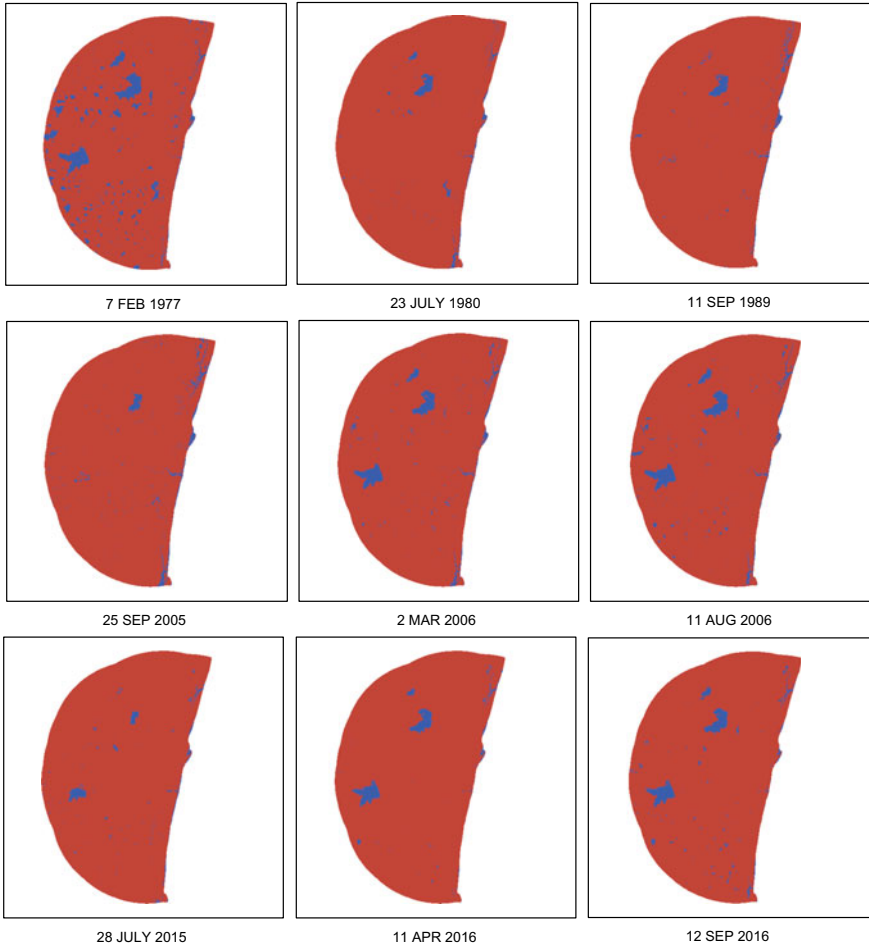 7 FEB 1977
23 JULY 1980
11 SEP 1989
25 SEP 2005
2 MAR 2006
11 AUG 2006
28 JULY 2015
11 APR 2016
12 SEP 2016